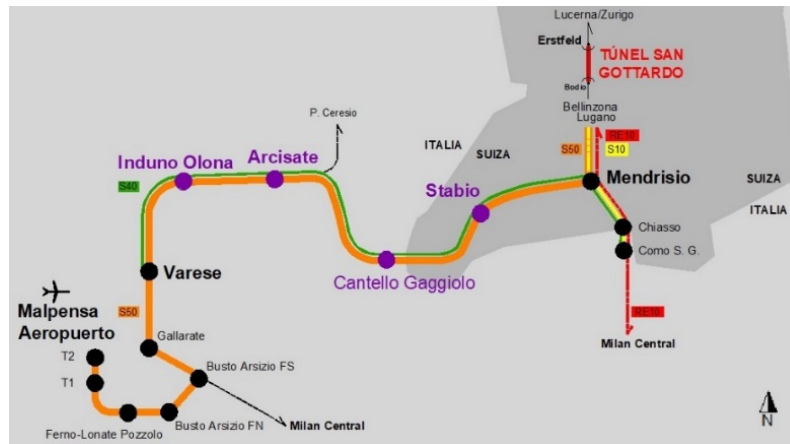 Lucerna/Zurigo
Erstfeld
TÚNEL SAN
GOTTARDO
Bodio
Bellinzona
Lugano
P. Ceresio
ITALIA
SUIZA
RE10
S50
S10
Induno Olona
Arcisate
S40
Stabio
Mendrisio
SUIZA
ITALIA
Chiasso
Como S. G.
Varese
Cantello Gaggiolo
Malpensa
Aeropuerto
S50
RE10
Gallarate
Milan Central
T2
Busto Arsizio FS
T1
Busto Arsizio FN
Milan Central
Ferno-Lonate Pozzolo
N